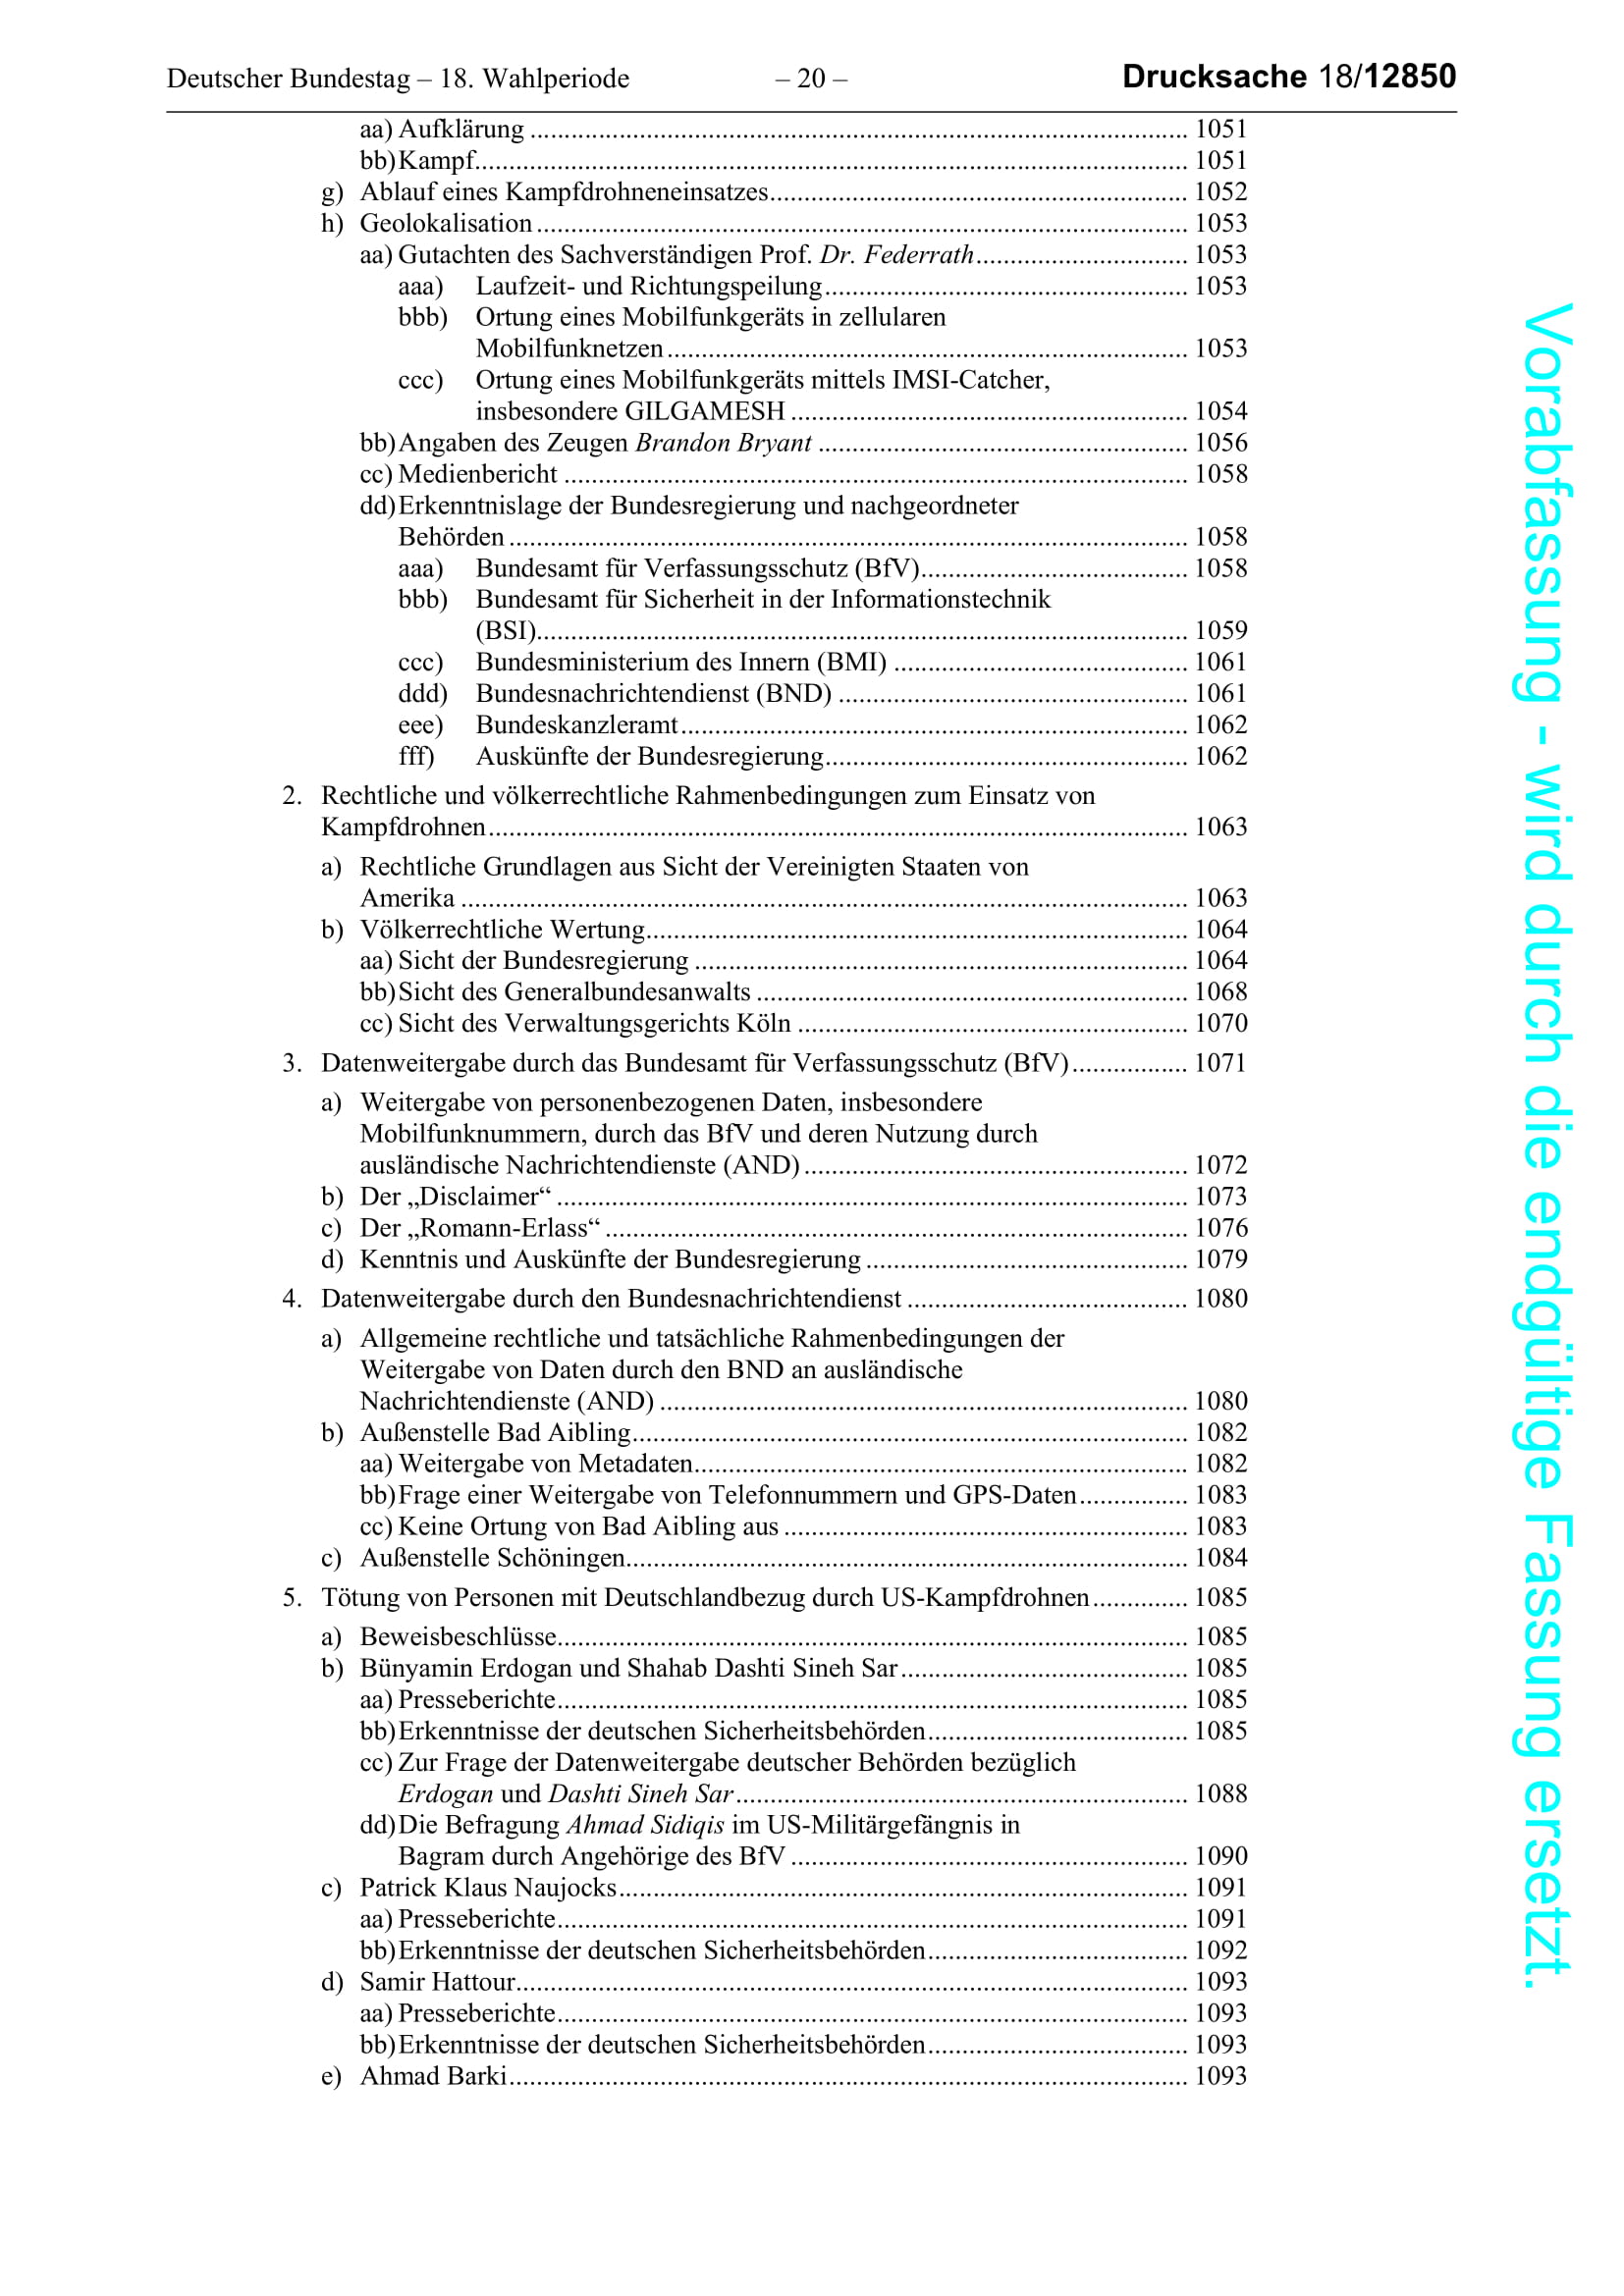 Deutscher Bundestag – 18. Wahlperiode – 20 – Drucksache 18/12850
aa) Aufklärung ........ 1051
bb) Kampf ........ 1051
g) Ablauf eines Kampfdrohneneinsatzes ........ 1052
h) Geolokalisation ........ 1053
aa) Gutachten des Sachverständigen Prof. Dr. Federrath ........ 1053
aaa) Laufzeit- und Richtungspeilung ........ 1053
bbb) Ortung eines Mobilfunkgeräts in zellularen
Mobilfunknetzen ........ 1053
ccc) Ortung eines Mobilfunkgeräts mittels IMSI-Catcher,
insbesondere GILGAMESH ........ 1054
bb) Angaben des Zeugen Brandon Bryant ........ 1056
cc) Medienbericht ........ 1058
dd) Erkenntnislage der Bundesregierung und nachgeordneter
Behörden ........ 1058
aaa) Bundesamt für Verfassungsschutz (BfV) ........ 1058
bbb) Bundesamt für Sicherheit in der Informationstechnik
(BSI) ........ 1059
ccc) Bundesministerium des Innern (BMI) ........ 1061
ddd) Bundesnachrichtendienst (BND) ........ 1061
eee) Bundeskanzleramt ........ 1062
fff) Auskünfte der Bundesregierung ........ 1062
2. Rechtliche und völkerrechtliche Rahmenbedingungen zum Einsatz von
Kampfdrohnen ........ 1063
a) Rechtliche Grundlagen aus Sicht der Vereinigten Staaten von
Amerika ........ 1063
b) Völkerrechtliche Wertung ........ 1064
aa) Sicht der Bundesregierung ........ 1064
bb) Sicht des Generalbundesanwalts ........ 1068
cc) Sicht des Verwaltungsgerichts Köln ........ 1070
3. Datenweitergabe durch das Bundesamt für Verfassungsschutz (BfV) ........ 1071
a) Weitergabe von personenbezogenen Daten, insbesondere
Mobilfunknummern, durch das BfV und deren Nutzung durch
ausländische Nachrichtendienste (AND) ........ 1072
b) Der „Disclaimer“ ........ 1073
c) Der „Romann-Erlass“ ........ 1076
d) Kenntnis und Auskünfte der Bundesregierung ........ 1079
4. Datenweitergabe durch den Bundesnachrichtendienst ........ 1080
a) Allgemeine rechtliche und tatsächliche Rahmenbedingungen der
Weitergabe von Daten durch den BND an ausländische
Nachrichtendienste (AND) ........ 1080
b) Außenstelle Bad Aibling ........ 1082
aa) Weitergabe von Metadaten ........ 1082
bb) Frage einer Weitergabe von Telefonnummern und GPS-Daten ........ 1083
cc) Keine Ortung von Bad Aibling aus ........ 1083
c) Außenstelle Schöningen ........ 1084
5. Tötung von Personen mit Deutschlandbezug durch US-Kampfdrohnen ........ 1085
a) Beweisbeschlüsse ........ 1085
b) Bünyamin Erdogan und Shahab Dashti Sineh Sar ........ 1085
aa) Presseberichte ........ 1085
bb) Erkenntnisse der deutschen Sicherheitsbehörden ........ 1085
cc) Zur Frage der Datenweitergabe deutscher Behörden bezüglich
Erdogan und Dashti Sineh Sar ........ 1088
dd) Die Befragung Ahmad Sidiqis im US-Militärgefängnis in
Bagram durch Angehörige des BfV ........ 1090
c) Patrick Klaus Naujocks ........ 1091
aa) Presseberichte ........ 1091
bb) Erkenntnisse der deutschen Sicherheitsbehörden ........ 1092
d) Samir Hattour ........ 1093
aa) Presseberichte ........ 1093
bb) Erkenntnisse der deutschen Sicherheitsbehörden ........ 1093
e) Ahmad Barki ........ 1093
Vorabfassung - wird durch die endgültige Fassung ersetzt.